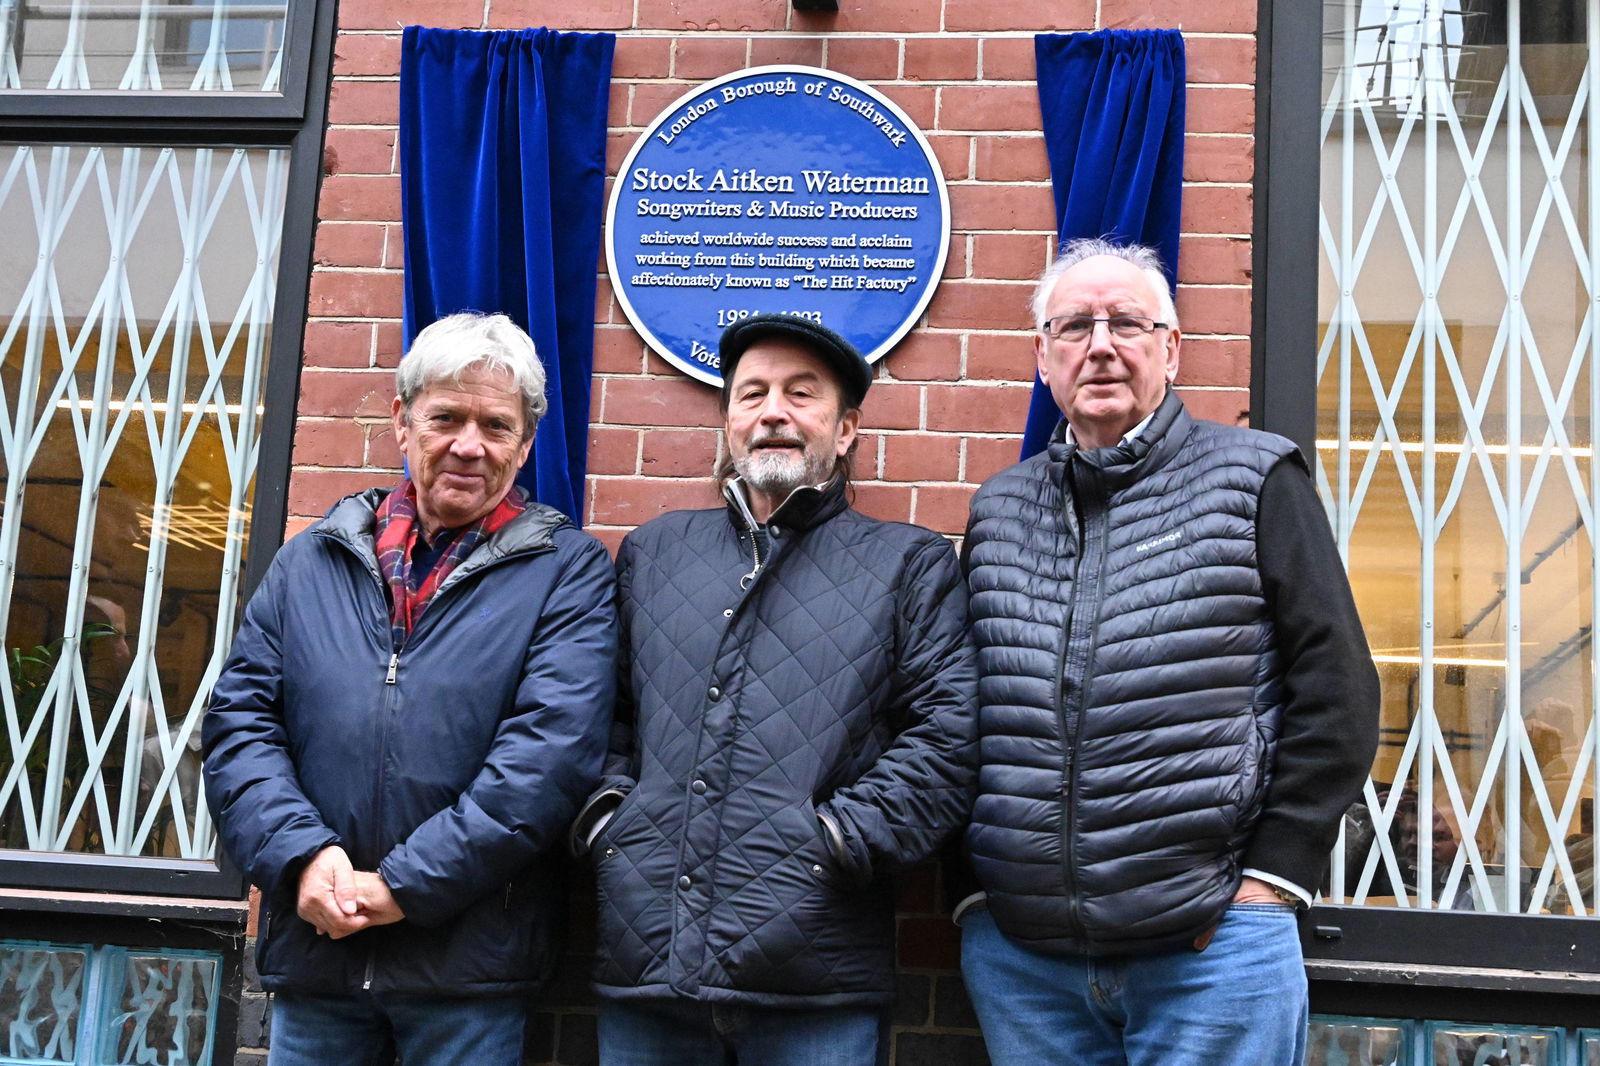 London Borough of Southwark
Stock Aitken Waterman
Songwriters & Music Producers
achieved worldwide success and acclaim
working from this building which became
affectionately known as “The Hit Factory”
KARRIMOR